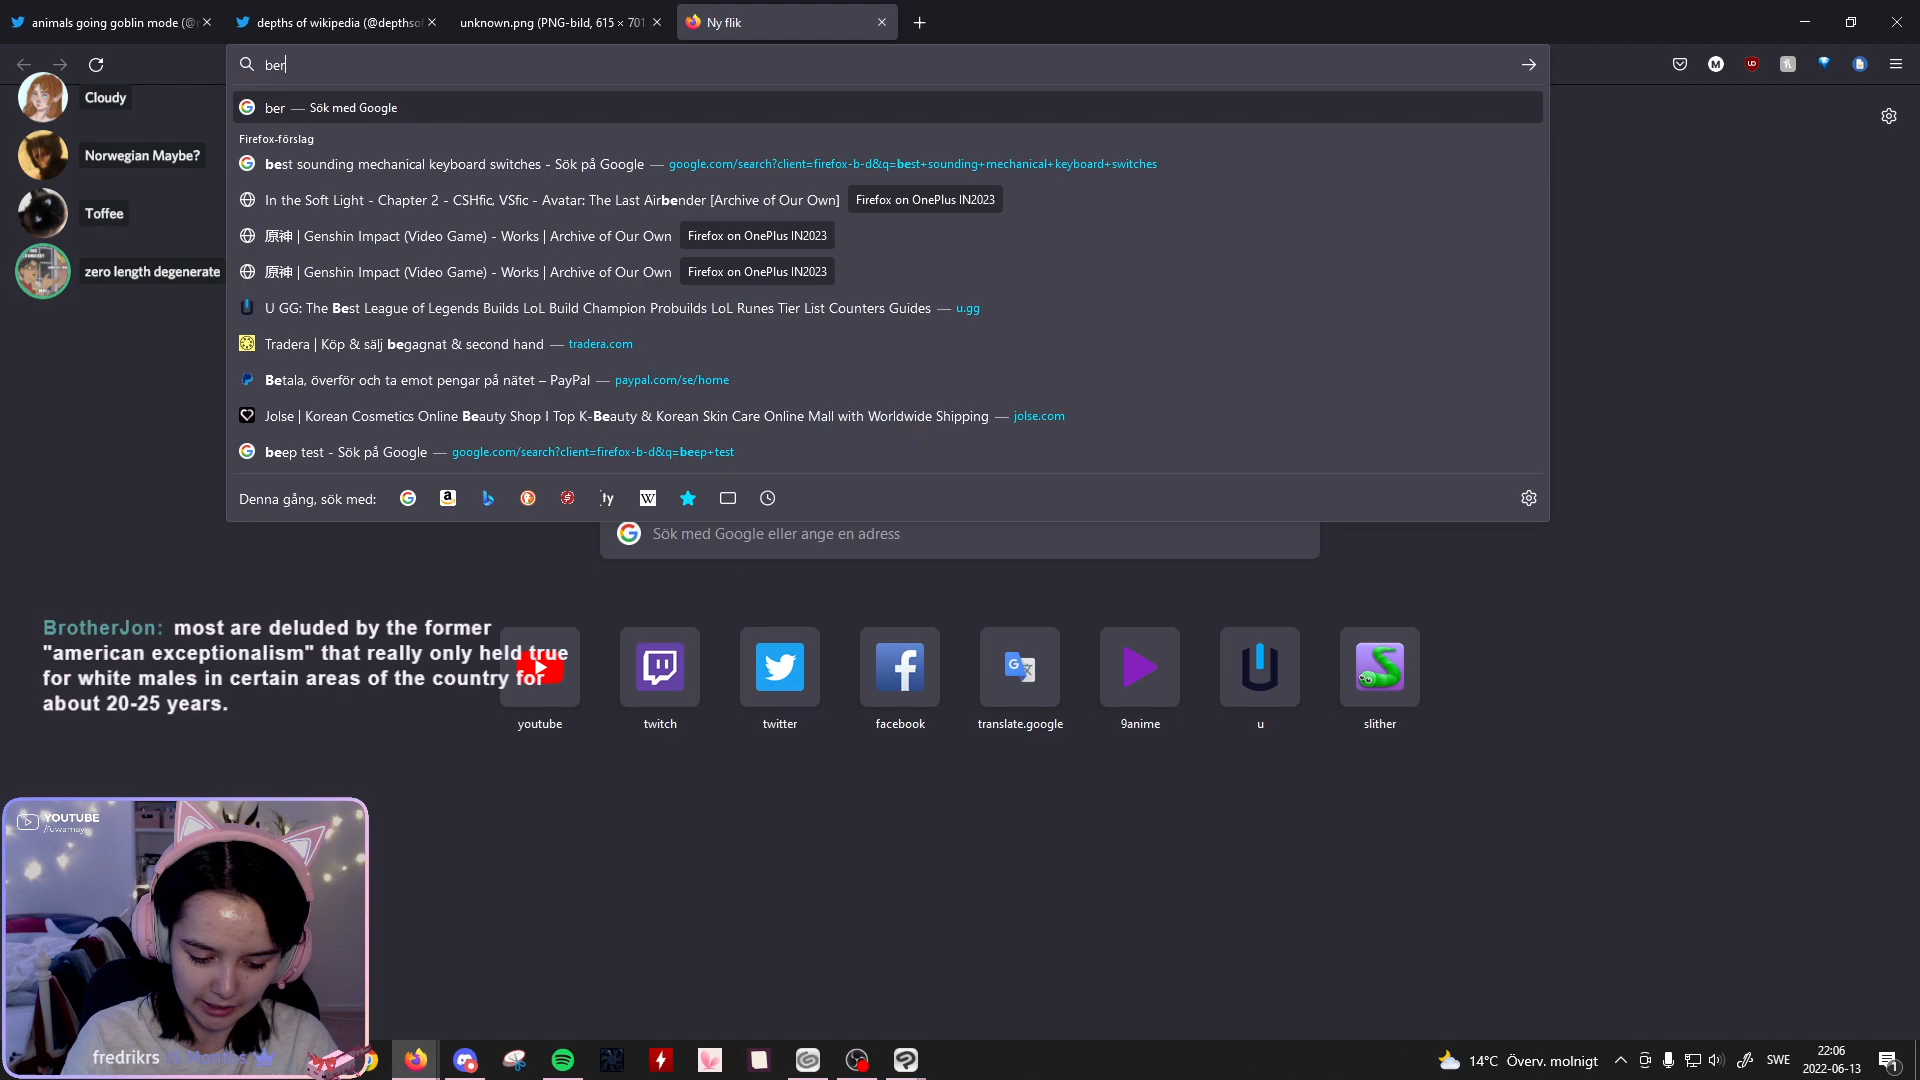 animals going goblin mode (@
depths of wikipedia (@depthso
unknown.png (PNG-bild, 615 × 701
Ny flik
ber
Cloudy
ber — Sök med Google
Firefox-förslag
Norwegian Maybe?
best sounding mechanical keyboard switches - Sök på Google — google.com/search?client=firefox-b-d&q=best+sounding+mechanical+keyboard+switches
In the Soft Light - Chapter 2 - CSHfic, VSfic - Avatar: The Last Airbender [Archive of Our Own] Firefox on OnePlus IN2023
Toffee
原神 | Genshin Impact (Video Game) - Works | Archive of Our Own Firefox on OnePlus IN2023
zero length degenerate
原神 | Genshin Impact (Video Game) - Works | Archive of Our Own Firefox on OnePlus IN2023
U GG: The Best League of Legends Builds LoL Build Champion Probuilds LoL Runes Tier List Counters Guides — u.gg
Tradera | Köp & sälj begagnat & second hand — tradera.com
Betala, överför och ta emot pengar på nätet – PayPal — paypal.com/se/home
Jolse | Korean Cosmetics Online Beauty Shop I Top K-Beauty & Korean Skin Care Online Mall with Worldwide Shipping — jolse.com
beep test - Sök på Google — google.com/search?client=firefox-b-d&q=beep+test
Denna gång, sök med:
Sök med Google eller ange en adress
BrotherJon: most are deluded by the former
"american exceptionalism" that really only held true
for white males in certain areas of the country for
about 20-25 years.
youtube
twitch
twitter
facebook
translate.google
9anime
u
slither
YOUTUBE
fredrikrs
Months
14°C Överv. molnigt
SWE
22:06
2022-06-13